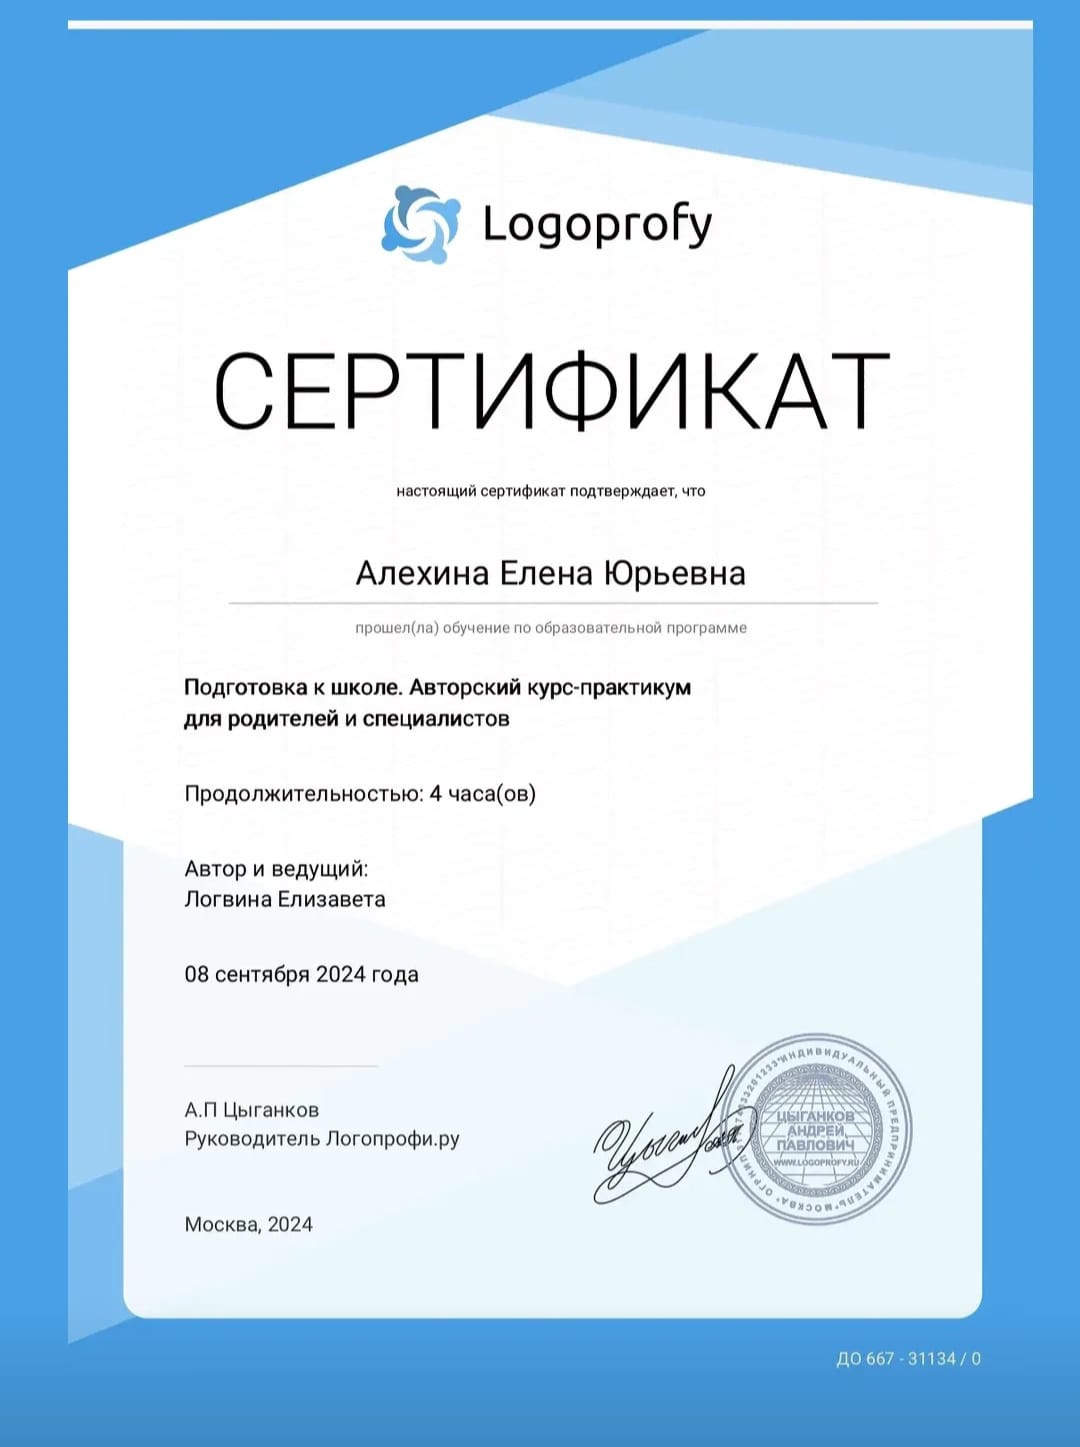 Logoprofy
СЕРТИФИКАТ
настоящий сертификат подтверждает, что
Алехина Елена Юрьевна
прошел(ла) обучение по образовательной программе
Подготовка к школе. Авторский курс-практикум
для родителей и специалистов
Продолжительностью: 4 часа(ов)
Автор и ведущий:
Логвина Елизавета
08 сентября 2024 года
А.П Цыганков
Руководитель Логопрофи.ру
Москва, 2024
ИНДИВИДУАЛЬНЫЙ ПРЕДПРИНИМАТЕЛЬ
МОСКВА
ОГРНИП
ЦЫГАНКОВ
АНДРЕЙ
ПАВЛОВИЧ
WWW.LOGOPROFY.RU
ДО 667 - 31134 / 0